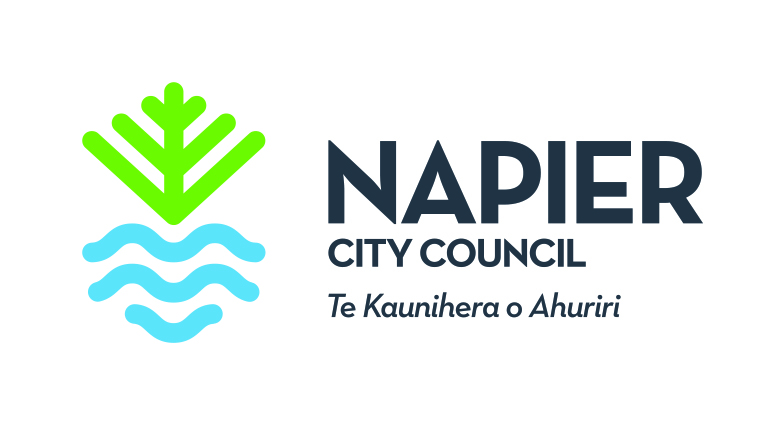 NAPIER
CITY COUNCIL
Te Kaunihera o Ahuriri